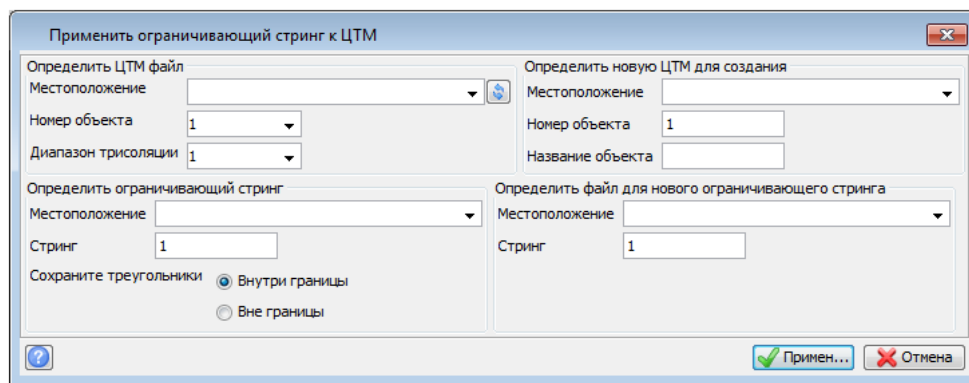 Применить ограничивающий стринг к ЦТМ
Определить ЦТМ файл
Местоположение
Номер объекта 1
Диапазон трисоляции 1
Определить новую ЦТМ для создания
Местоположение
Номер объекта 1
Название объекта
Определить ограничивающий стринг
Местоположение
Стринг 1
Сохраните треугольники Внутри границы
Вне границы
Определить файл для нового ограничивающего стринга
Местоположение
Стринг 1
? Примен... Отмена